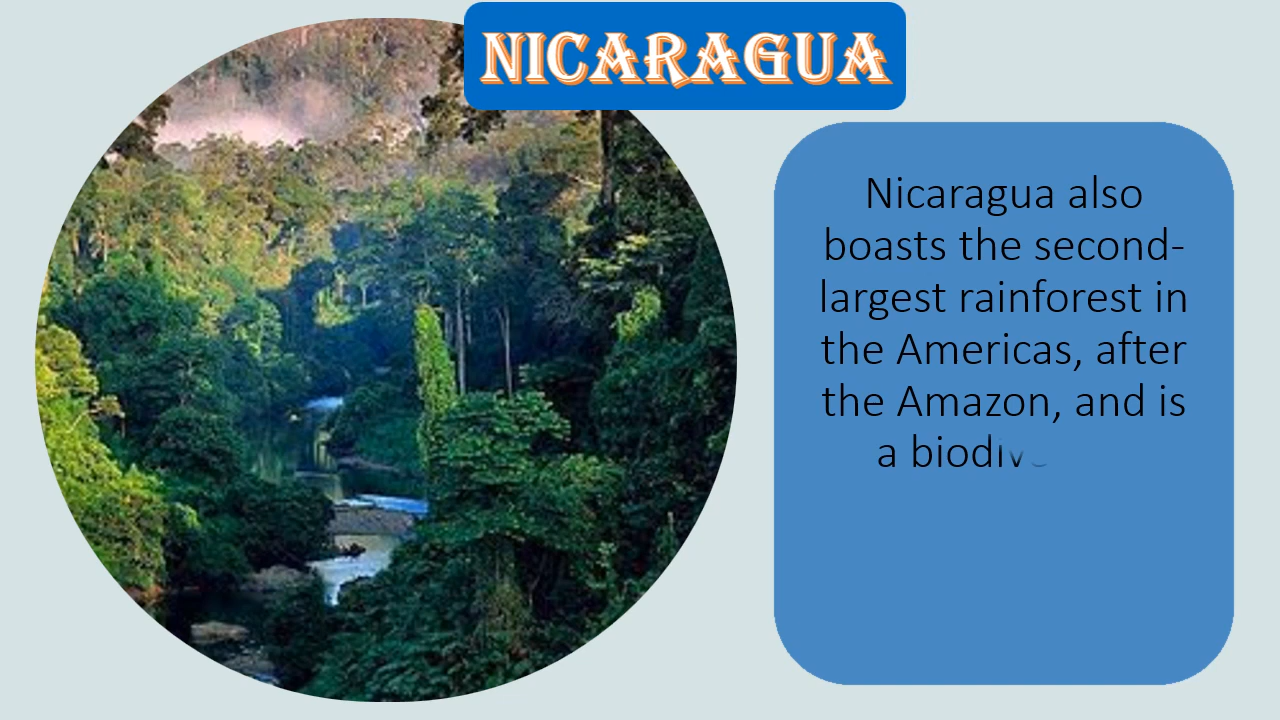 NICARAGUA
Nicaragua also
boasts the second-
largest rainforest in
the Americas, after
the Amazon, and is
a